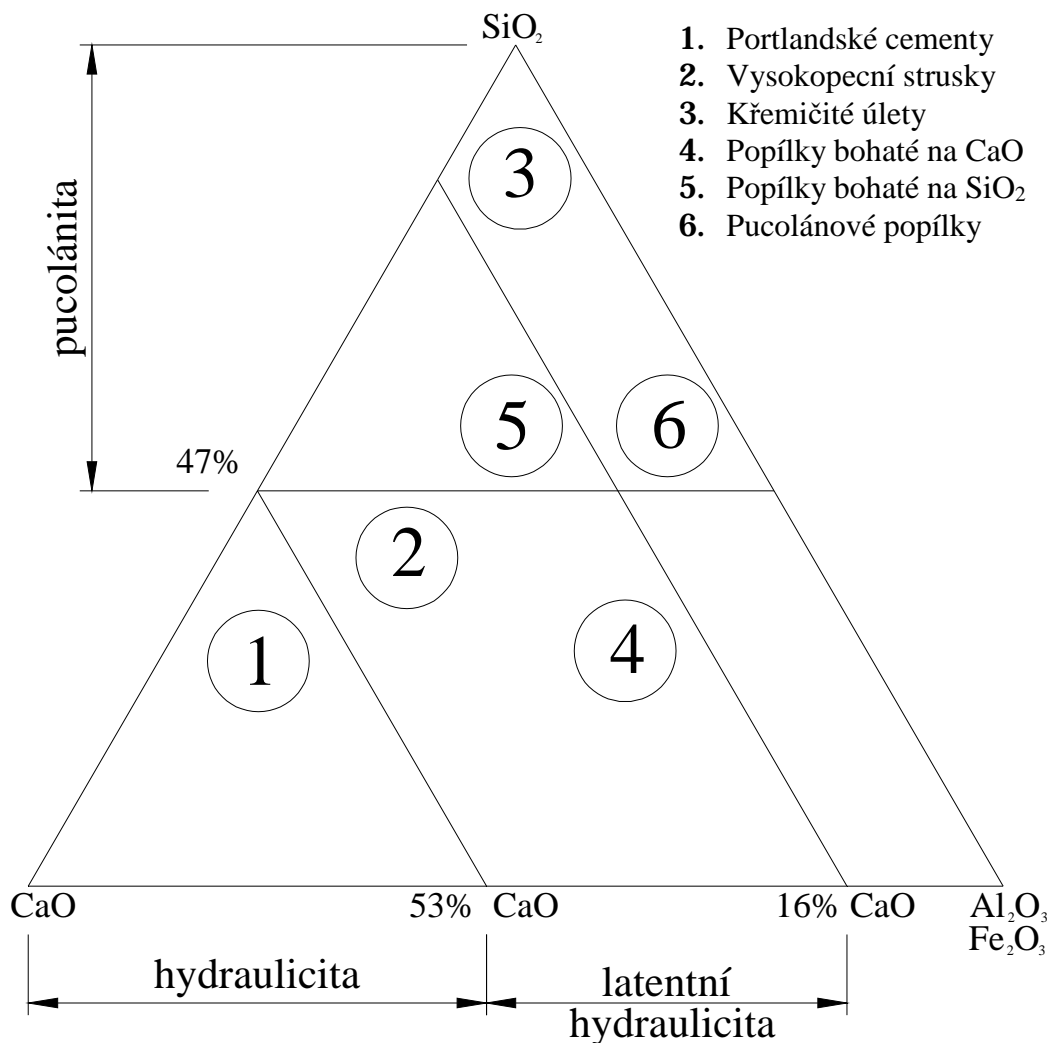 SiO₂
1. Portlandské cementy
2. Vysokopecní strusky
3. Křemičité úlety
4. Popílky bohaté na CaO
5. Popílky bohaté na SiO₂
6. Pucolánové popílky
3
pucolánita
5
6
47%
2
1
4
CaO
53% CaO
16% CaO
Al₂O₃
Fe₂O₃
hydraulicita
latentní
hydraulicita